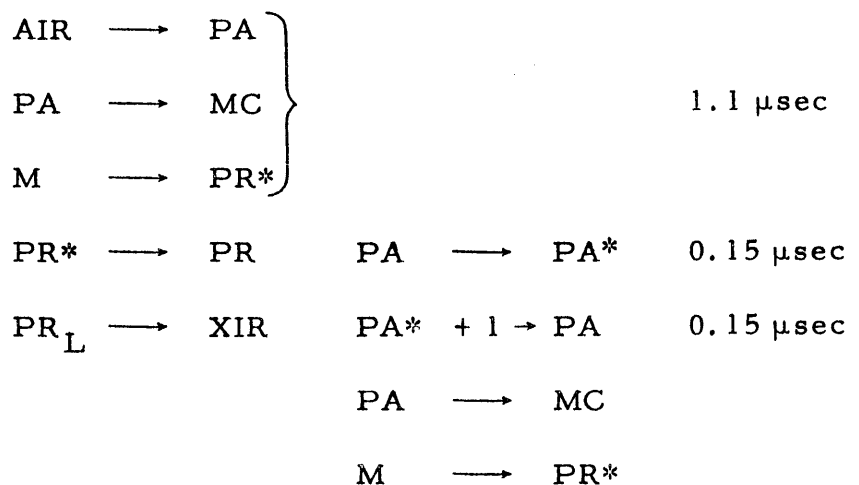 AIR → PA
PA → MC 1.1 μsec
M → PR*
PR* → PR PA → PA* 0.15 μsec
PR_L → XIR PA* + 1 → PA 0.15 μsec
PA → MC
M → PR*